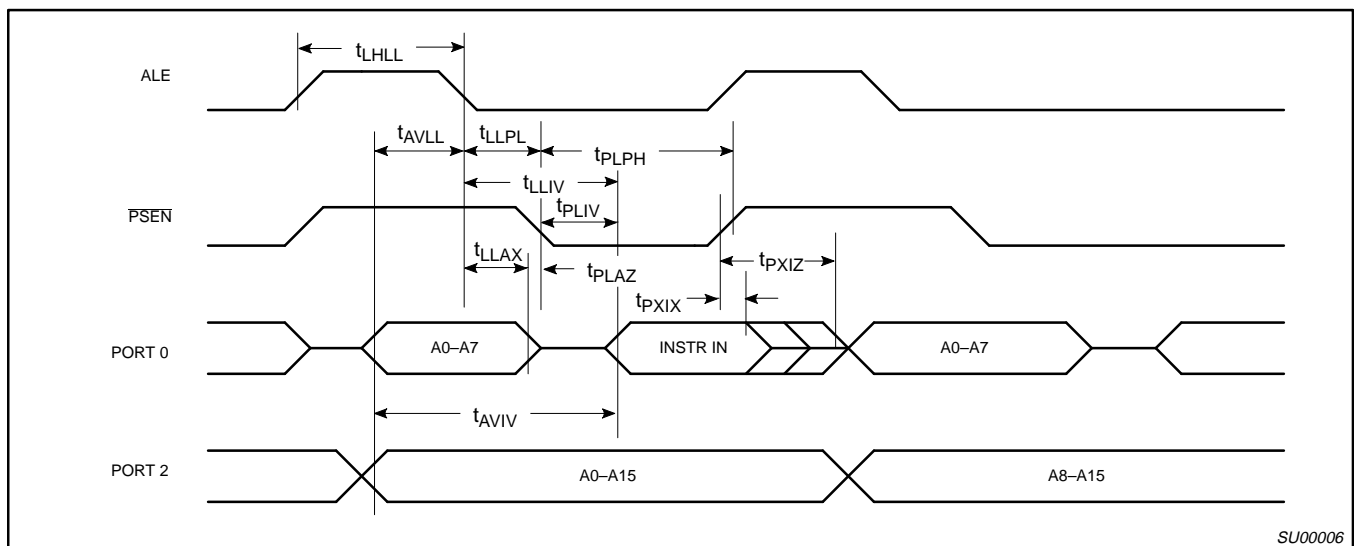 tLHLL
ALE
tAVLL tLLPL tPLPH
tLLIV
PSEN tPLIV
tLLAX tPLAZ tPXIZ
tPXIX
PORT 0 A0–A7 INSTR IN A0–A7
tAVIV
PORT 2 A0–A15 A8–A15
SU00006